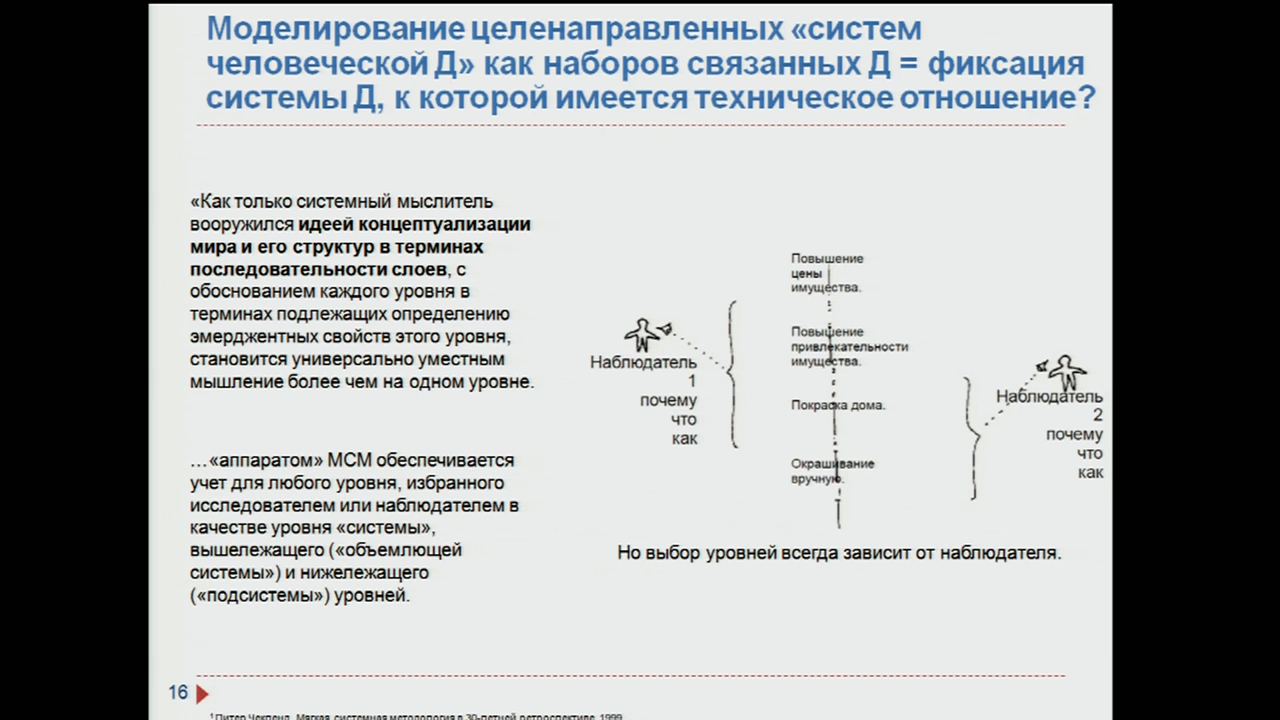 Моделирование целенаправленных «систем
человеческой Д» как наборов связанных Д = фиксация
системы Д, к которой имеется техническое отношение?
«Как только системный мыслитель
вооружился идеей концептуализации
мира и его структур в терминах
последовательности слоев, с
обоснованием каждого уровня в
терминах подлежащих определению
эмерджентных свойств этого уровня,
становится универсально уместным
мышление более чем на одном уровне.
…«аппаратом» МСМ обеспечивается
учет для любого уровня, избранного
исследователем или наблюдателем в
качестве уровня «системы»,
вышележащего («объемлющей
системы») и нижележащего
(«подсистемы») уровней.
Наблюдатель
1
почему
что
как
Повышение
цены
имущества.
Повышение
привлекательности
имущества.
Покраска дома.
Окрашивание
вручную.
Наблюдатель
2
почему
что
как
Но выбор уровней всегда зависит от наблюдателя.
16
1 Питер Чекленд, Мягкая системная методология в 30-летней ретроспективе, 1999